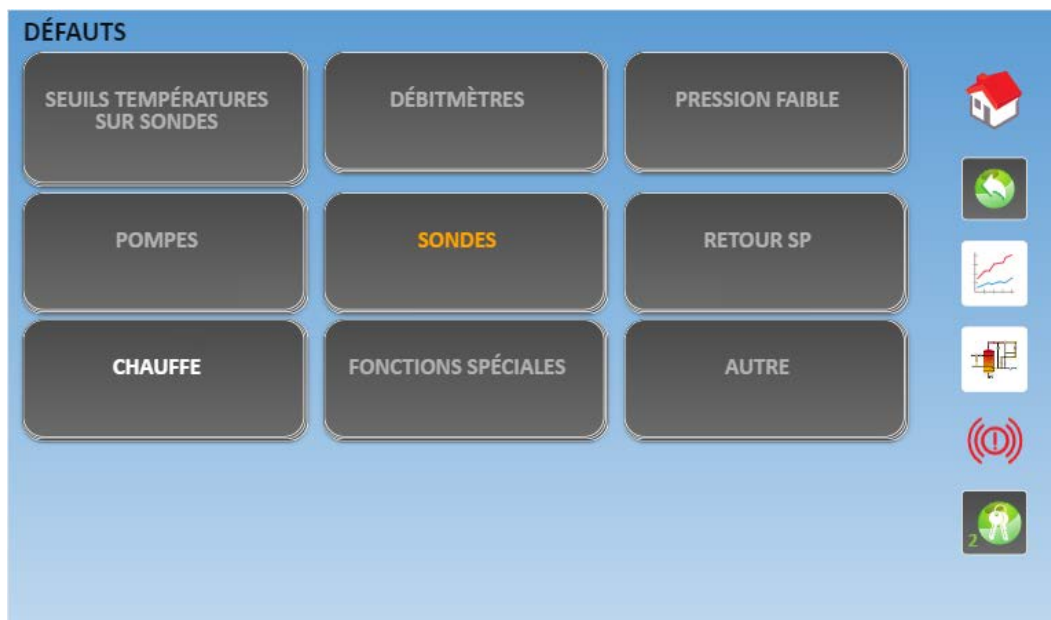 DÉFAUTS
SEUILS TEMPÉRATURES
SUR SONDES
DÉBITMÈTRES
PRESSION FAIBLE
POMPES
SONDES
RETOUR SP
CHAUFFE
FONCTIONS SPÉCIALES
AUTRE
2